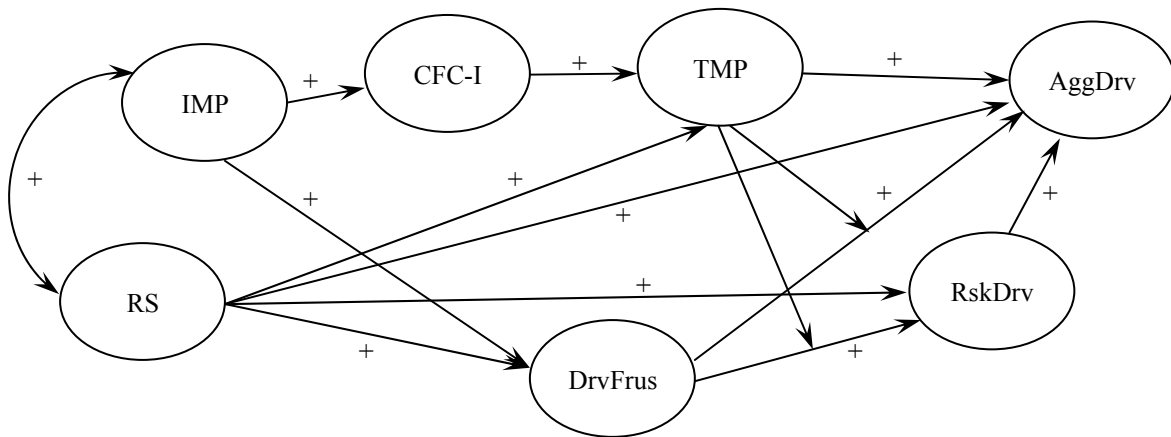 IMP
CFC-I
TMP
AggDrv
RS
DrvFrus
RskDrv
+
+
+
+
+
+
+
+
+
+
+
+